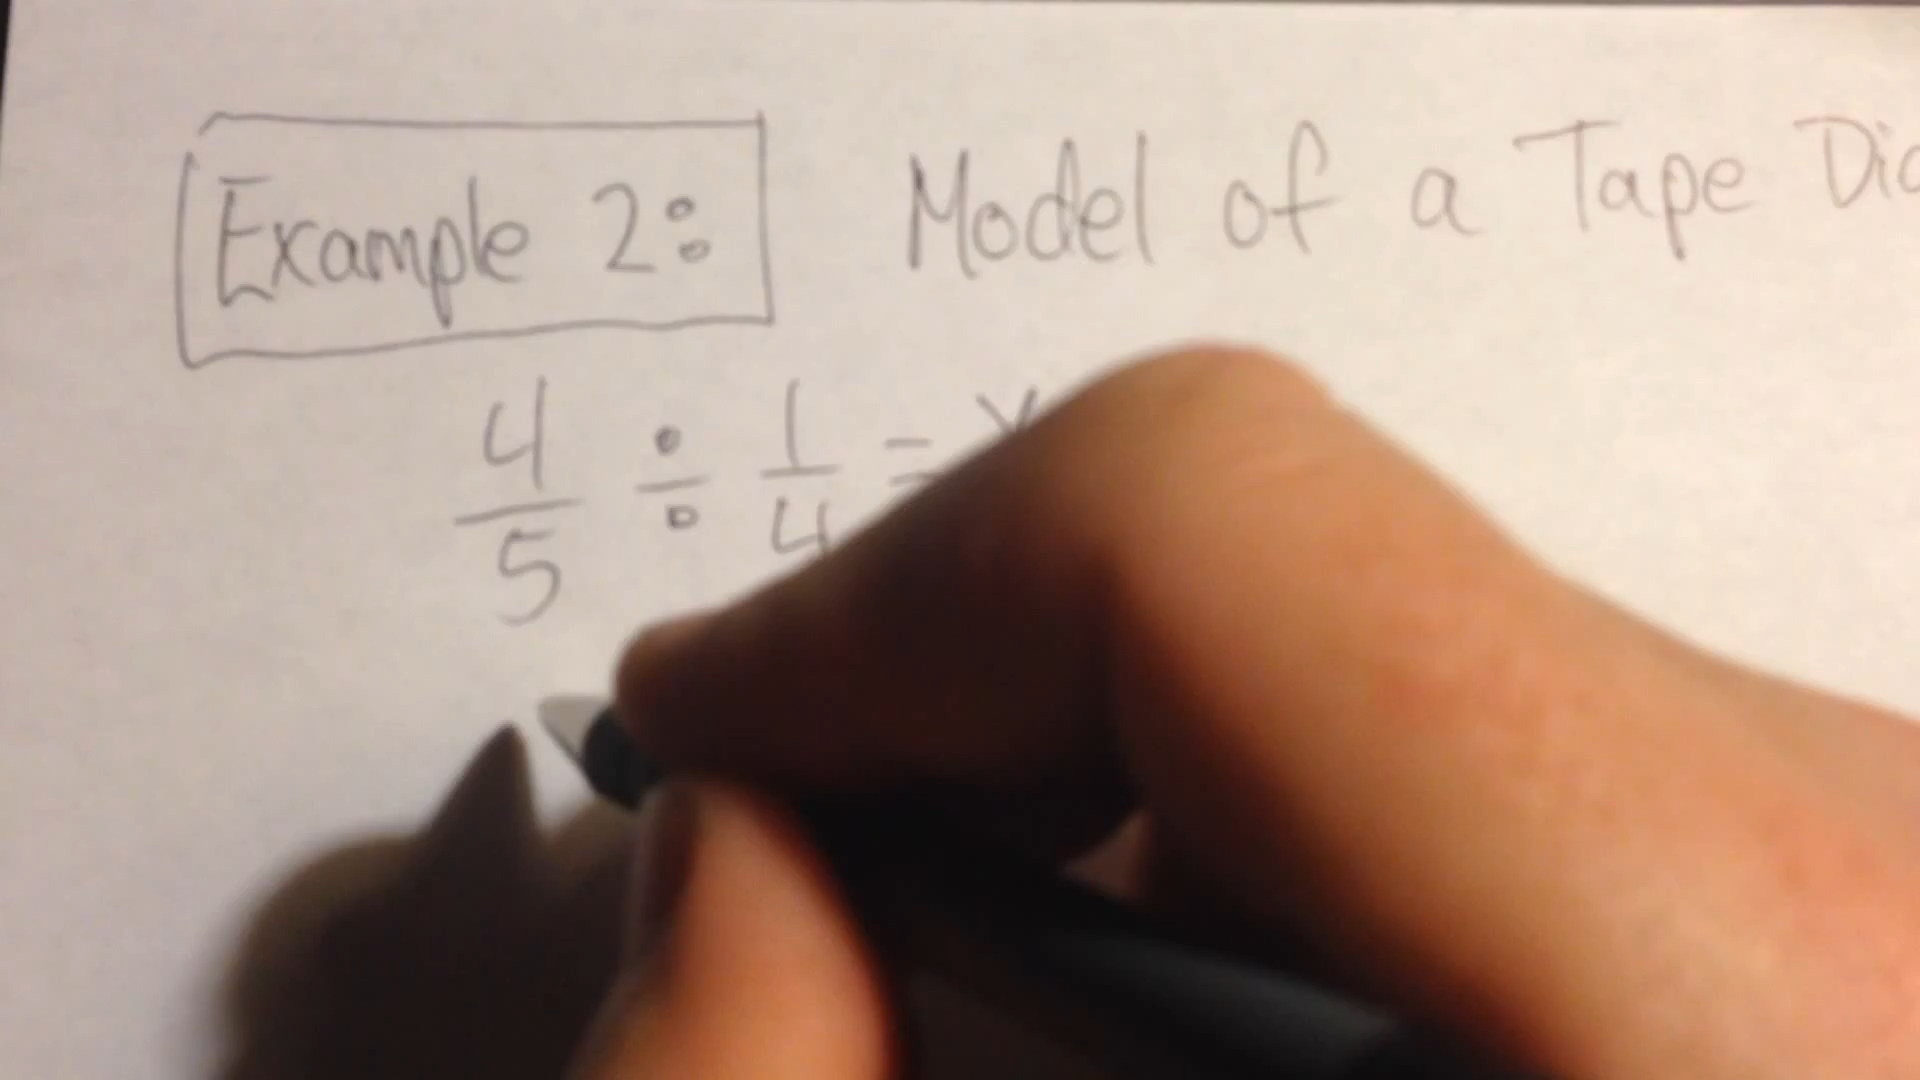 Example 2: Model of a Tape
4/5 ÷ 1/4 =